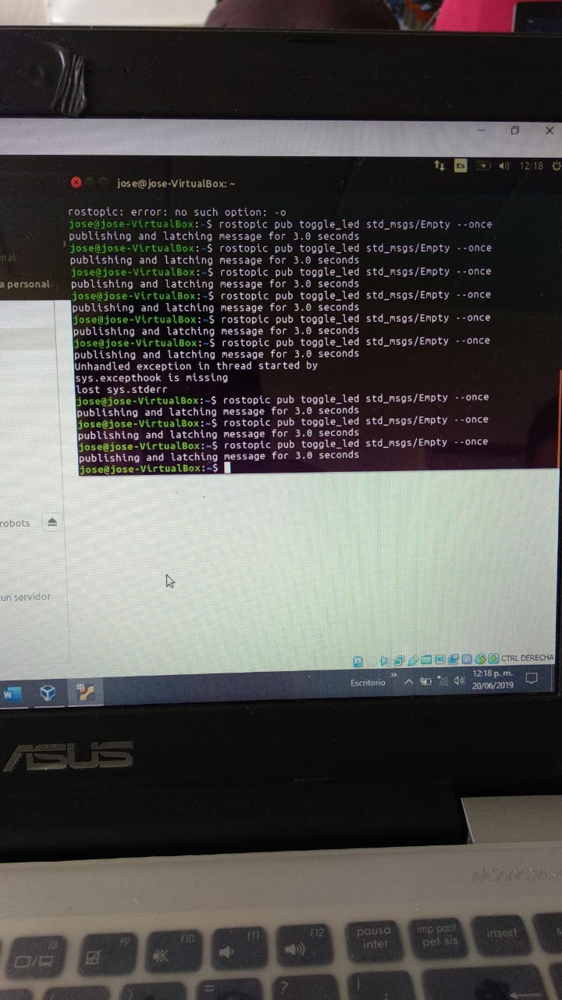 Es
12:18
jose@jose-VirtualBox: ~
rostopic: error: no such option: -o
jose@jose-VirtualBox:~$ rostopic pub toggle_led std_msgs/Empty --once
publishing and latching message for 3.0 seconds
jose@jose-VirtualBox:~$ rostopic pub toggle_led std_msgs/Empty --once
publishing and latching message for 3.0 seconds
jose@jose-VirtualBox:~$ rostopic pub toggle_led std_msgs/Empty --once
publishing and latching message for 3.0 seconds
jose@jose-VirtualBox:~$ rostopic pub toggle_led std_msgs/Empty --once
publishing and latching message for 3.0 seconds
jose@jose-VirtualBox:~$ rostopic pub toggle_led std_msgs/Empty --once
publishing and latching message for 3.0 seconds
jose@jose-VirtualBox:~$ rostopic pub toggle_led std_msgs/Empty --once
publishing and latching message for 3.0 seconds
Unhandled exception in thread started by
sys.excepthook is missing
lost sys.stderr
jose@jose-VirtualBox:~$ rostopic pub toggle_led std_msgs/Empty --once
publishing and latching message for 3.0 seconds
jose@jose-VirtualBox:~$ rostopic pub toggle_led std_msgs/Empty --once
publishing and latching message for 3.0 seconds
jose@jose-VirtualBox:~$ rostopic pub toggle_led std_msgs/Empty --once
publishing and latching message for 3.0 seconds
jose@jose-VirtualBox:~$
nal
a personal
robots
un servidor
CTRL DERECHA
Escritorio
12:18 p. m.
20/06/2019
ASUS
f8
f9
f10
f11
f12
pausa
inter
imp pant
pet sis
insert
=
?